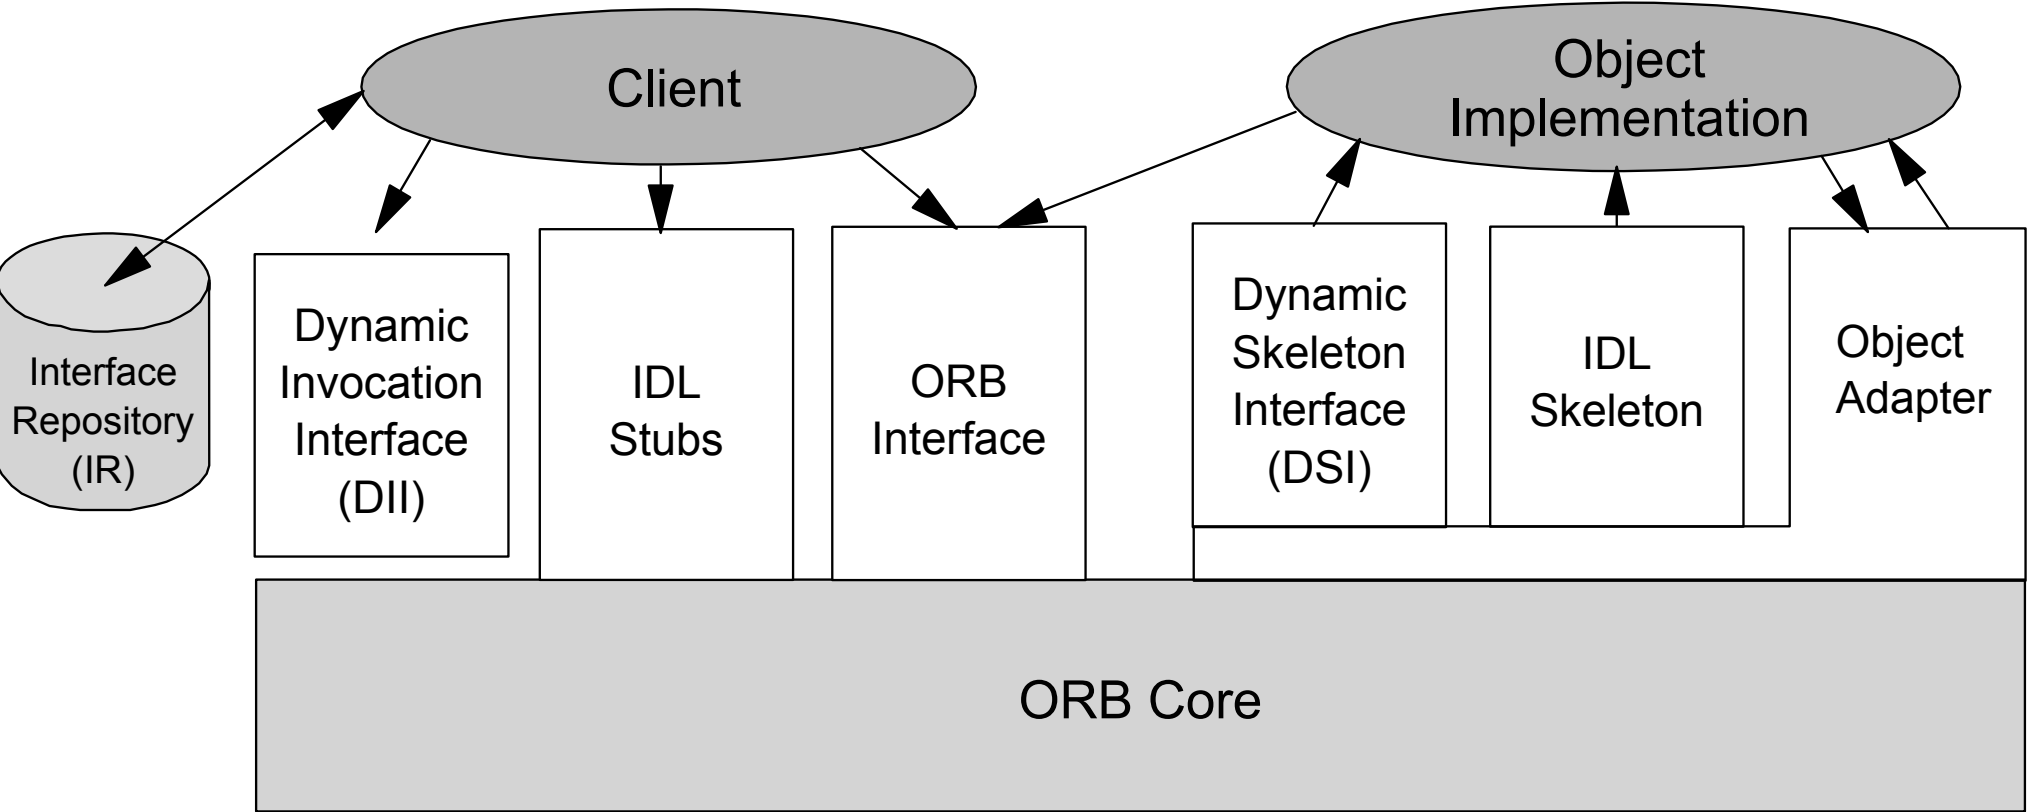 Client
Object
Implementation
Interface
Repository
(IR)
Dynamic
Invocation
Interface
(DII)
IDL
Stubs
ORB
Interface
Dynamic
Skeleton
Interface
(DSI)
IDL
Skeleton
Object
Adapter
ORB Core